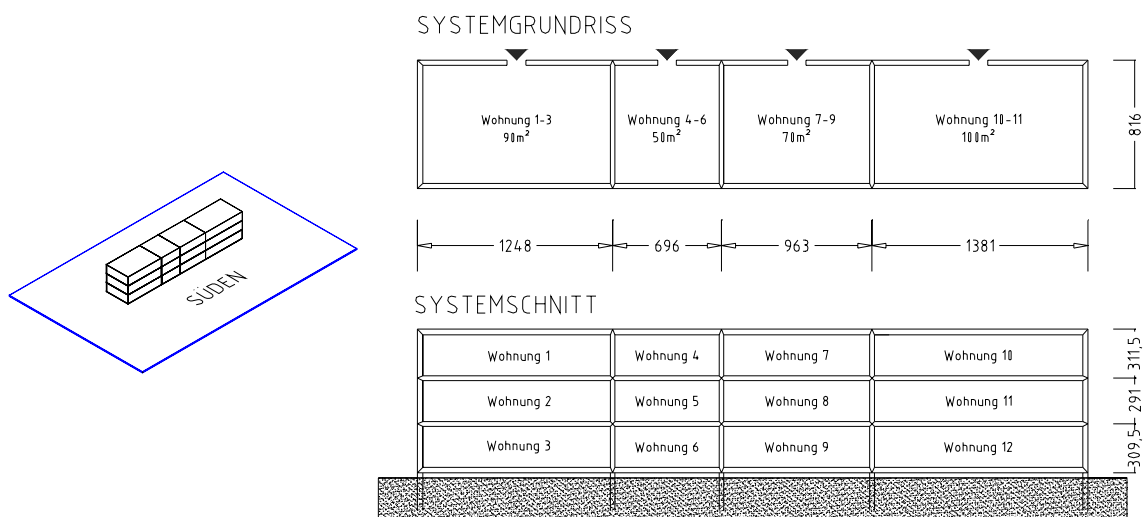 SYSTEMGRUNDRISS
Wohnung 1-3
90m²
Wohnung 4-6
50m²
Wohnung 7-9
70m²
Wohnung 10-11
100m²
816
1248
696
963
1381
SÜDEN
SYSTEMSCHNITT
Wohnung 1
Wohnung 4
Wohnung 7
Wohnung 10
311,5
Wohnung 2
Wohnung 5
Wohnung 8
Wohnung 11
291
Wohnung 3
Wohnung 6
Wohnung 9
Wohnung 12
309,5